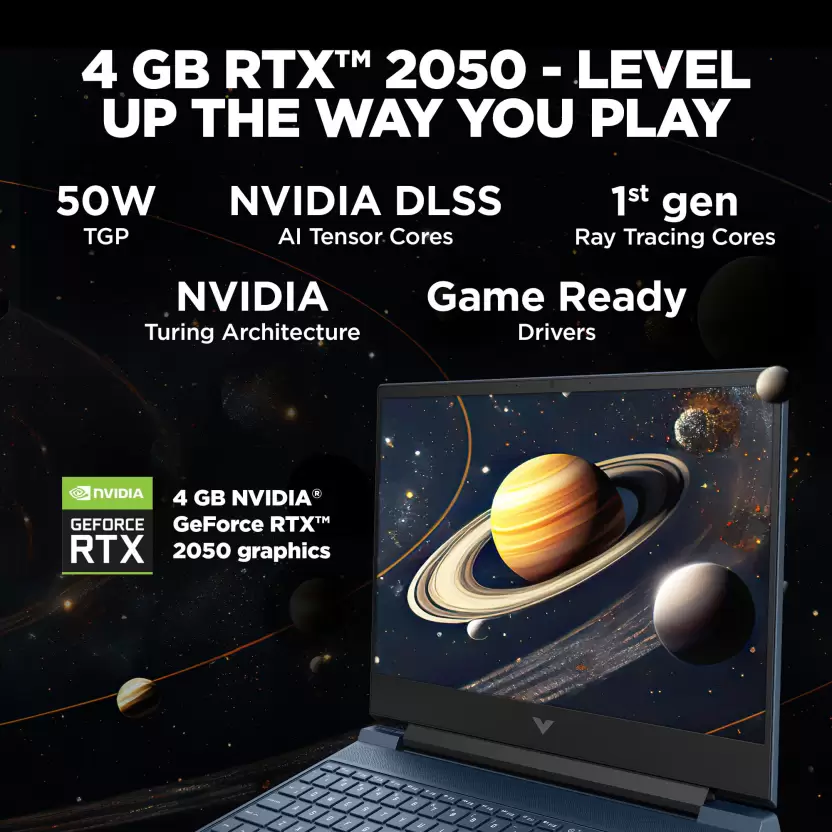 4 GB RTX™ 2050 - LEVEL
UP THE WAY YOU PLAY
50W
TGP
NVIDIA DLSS
AI Tensor Cores
1st gen
Ray Tracing Cores
NVIDIA
Turing Architecture
Game Ready
Drivers
NVIDIA
GEFORCE
RTX
4 GB NVIDIA®
GeForce RTX™
2050 graphics